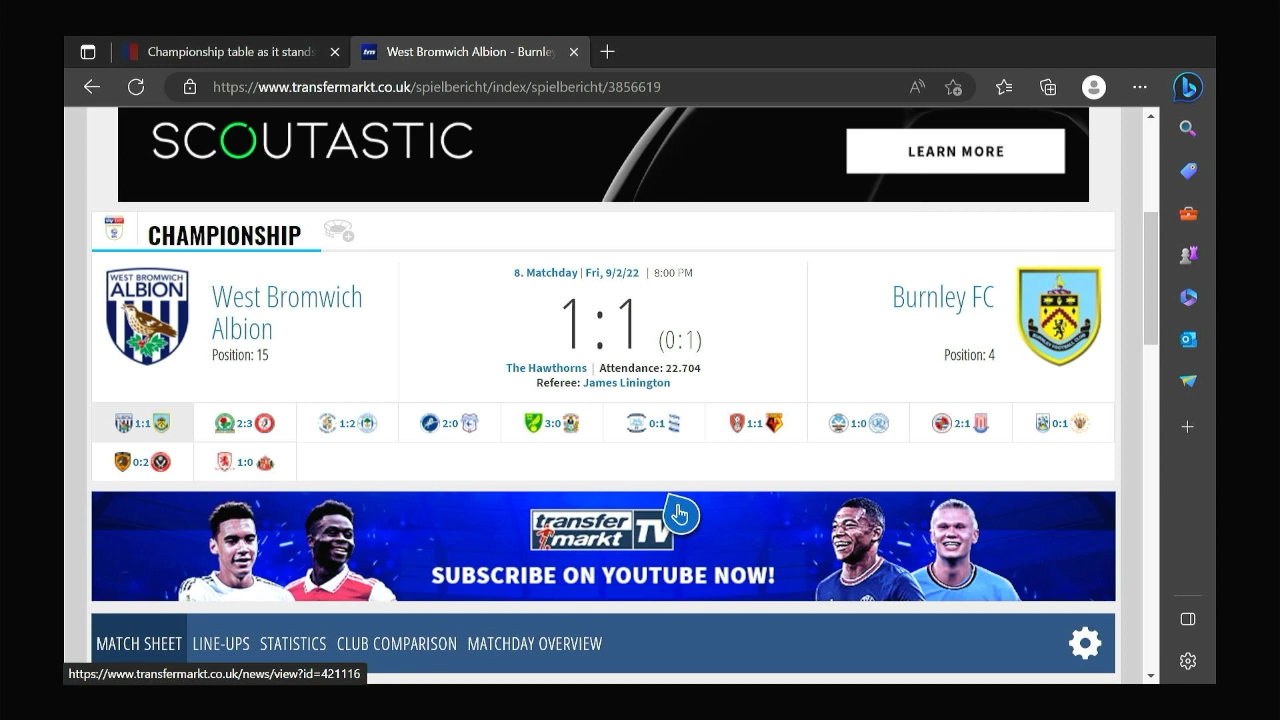 Championship table as it stands
West Bromwich Albion - Burnle
https://www.transfermarkt.co.uk/spielbericht/index/spielbericht/3856619
SCOUTASTIC
LEARN MORE
CHAMPIONSHIP
8. Matchday | Fri, 9/2/22 | 8:00 PM
WEST BROMWICH
ALBION
West Bromwich
Albion
Position: 15
1:1 (0:1)
Burnley FC
Position: 4
The Hawthorns | Attendance: 22.704
Referee: James Linington
1:1 2:3 1:2 2:0 3:0 0:1 1:1 1:0 2:1 0:1
0:2 1:0
transfer
markt TV
SUBSCRIBE ON YOUTUBE NOW!
MATCH SHEET LINE-UPS STATISTICS CLUB COMPARISON MATCHDAY OVERVIEW
https://www.transfermarkt.co.uk/news/view?id=421116